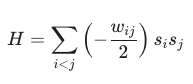 H = \sum_{i<j} \left( -\frac{w_{ij}}{2} \right) s_i s_j